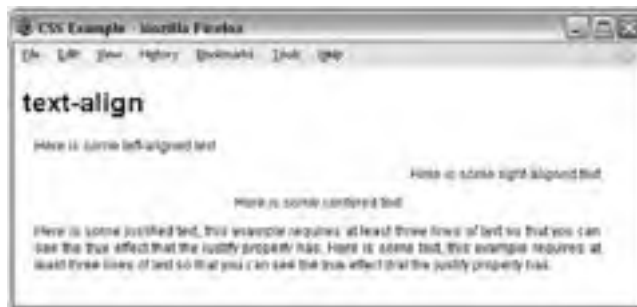 CSS Example - Mozilla Firefox
File Edit View History Bookmarks Tools Help
text-align
Here is some left-aligned text
Here is some right-aligned text
Here is some centered text
Here is some justified text, this example requires at least three lines of text so that you can
see the true effect that the justify property has. Here is some text, this example requires at
least three lines of text so that you can see the true effect that the justify property has.